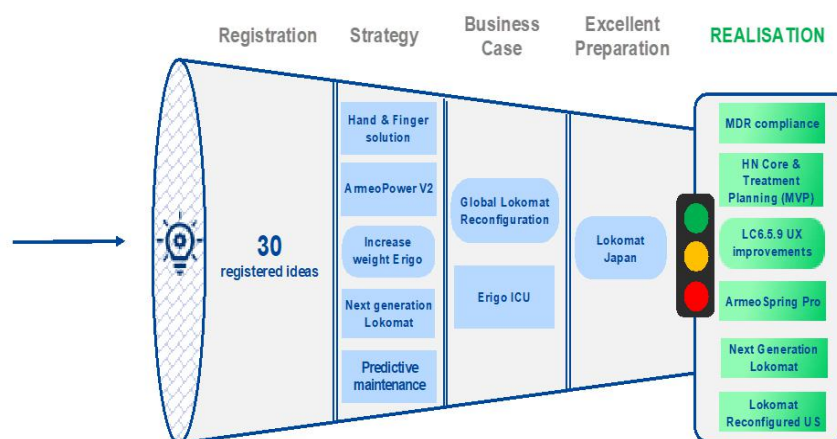 Registration
Strategy
Business
Case
Excellent
Preparation
REALISATION
30
registered ideas
Hand & Finger
solution
ArmeoPower V2
Increase
weight Erigo
Next generation
Lokomat
Predictive
maintenance
Global Lokomat
Reconfiguration
Erigo ICU
Lokomat
Japan
MDR compliance
HN Core &
Treatment
Planning (MVP)
LC6.5.9 UX
improvements
ArmeoSpring Pro
Next Generation
Lokomat
Lokomat
Reconfigured US